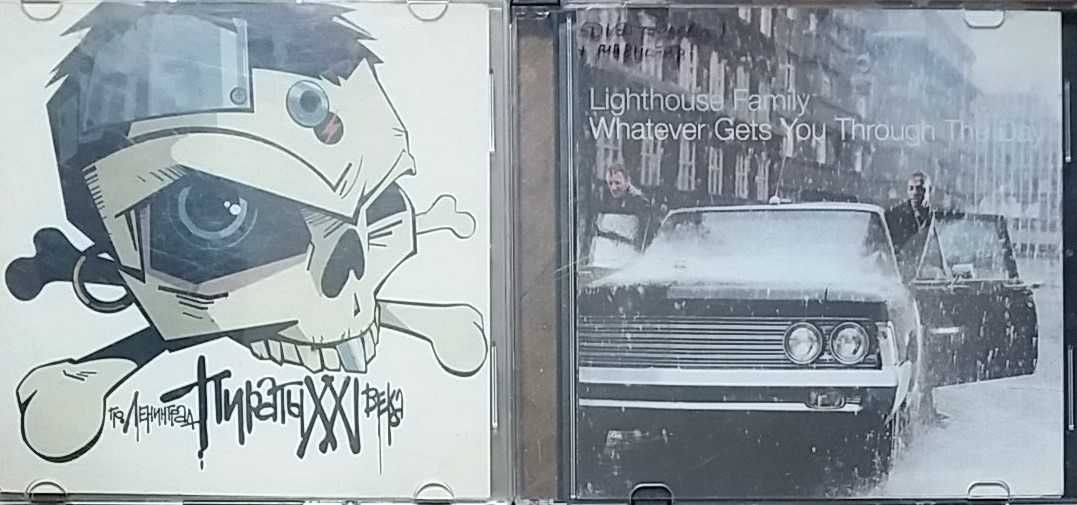 гр. Ленинград Пираты XXI века
Lighthouse Family
Whatever Gets You Through The Day